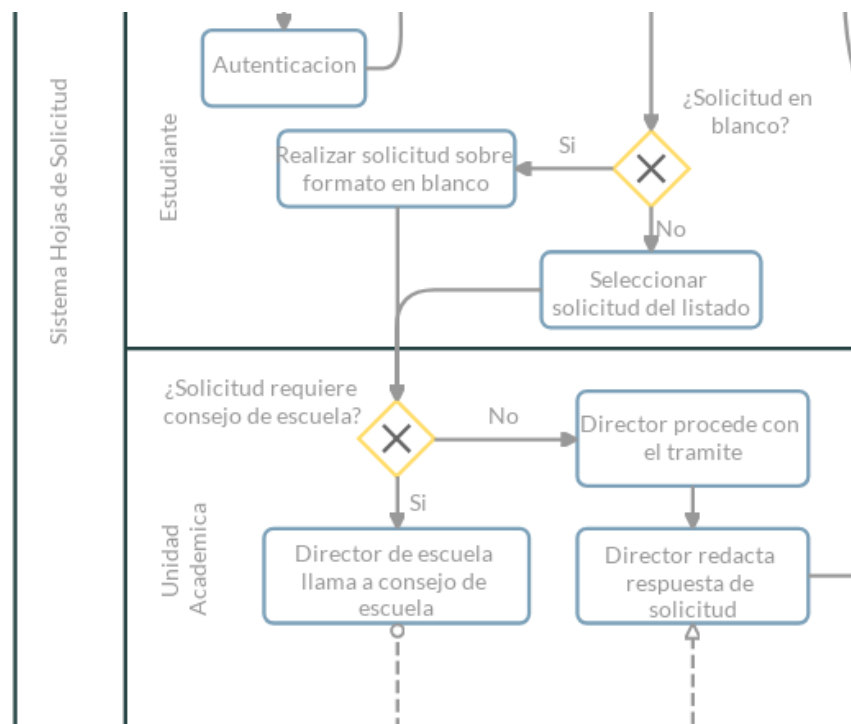 Sistema Hojas de Solicitud
Estudiante
Autenticacion
¿Solicitud en
blanco?
Si
Realizar solicitud sobre
formato en blanco
No
Seleccionar
solicitud del listado
Unidad
Academica
¿Solicitud requiere
consejo de escuela?
No
Director procede con
el tramite
Si
Director de escuela
llama a consejo de
escuela
Director redacta
respuesta de
solicitud